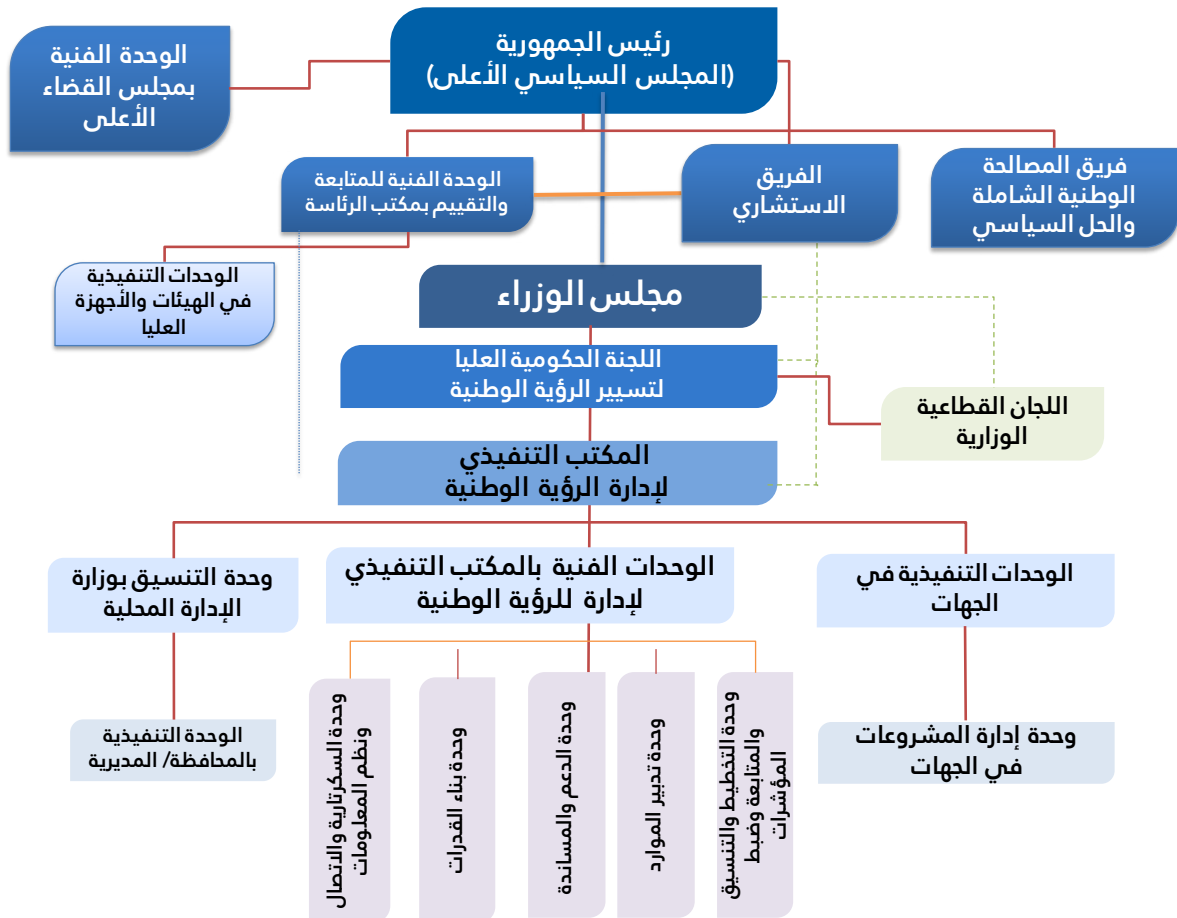 رئيس الجمهورية
(المجلس السياسي الأعلى)
الوحدة الفنية
بمجلس القضاء
الأعلى
فريق المصالحة
الوطنية الشاملة
والحل السياسي
الفريق
الاستشاري
الوحدة الفنية للمتابعة
والتقييم بمكتب الرئاسة
الوحدات التنفيذية
في الهيئات والأجهزة
العليا
مجلس الوزراء
اللجنة الحكومية العليا
لتسيير الرؤية الوطنية
اللجان القطاعية
الوزارية
المكتب التنفيذي
لإدارة الرؤية الوطنية
الوحدات التنفيذية في
الجهات
الوحدات الفنية بالمكتب التنفيذي
لإدارة للرؤية الوطنية
وحدة التنسيق بوزارة
الإدارة المحلية
وحدة إدارة المشروعات
في الجهات
وحدة التخطيط والتنسيق
والمتابعة وضبط
المؤشرات
وحدة تدبير الموارد
وحدة الدعم والمساندة
وحدة بناء القدرات
وحدة السكرتارية والاتصال
ونظم المعلومات
الوحدة التنفيذية
بالمحافظة/ المديرية